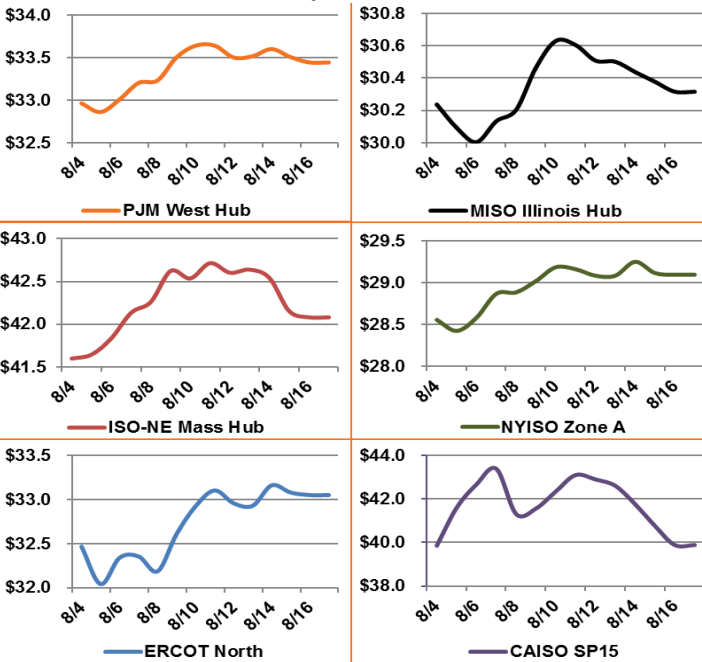 $34.0
$33.5
$33.0
$32.5
8/4 8/6 8/8 8/10 8/12 8/14 8/16
PJM West Hub
$30.8
$30.6
$30.4
$30.2
$30.0
8/4 8/6 8/8 8/10 8/12 8/14 8/16
MISO Illinois Hub
$43.0
$42.5
$42.0
$41.5
8/4 8/6 8/8 8/10 8/12 8/14 8/16
ISO-NE Mass Hub
$29.5
$29.0
$28.5
$28.0
8/4 8/6 8/8 8/10 8/12 8/14 8/16
NYISO Zone A
$33.5
$33.0
$32.5
$32.0
8/4 8/6 8/8 8/10 8/12 8/14 8/16
ERCOT North
$44.0
$42.0
$40.0
$38.0
8/4 8/6 8/8 8/10 8/12 8/14 8/16
CAISO SP15